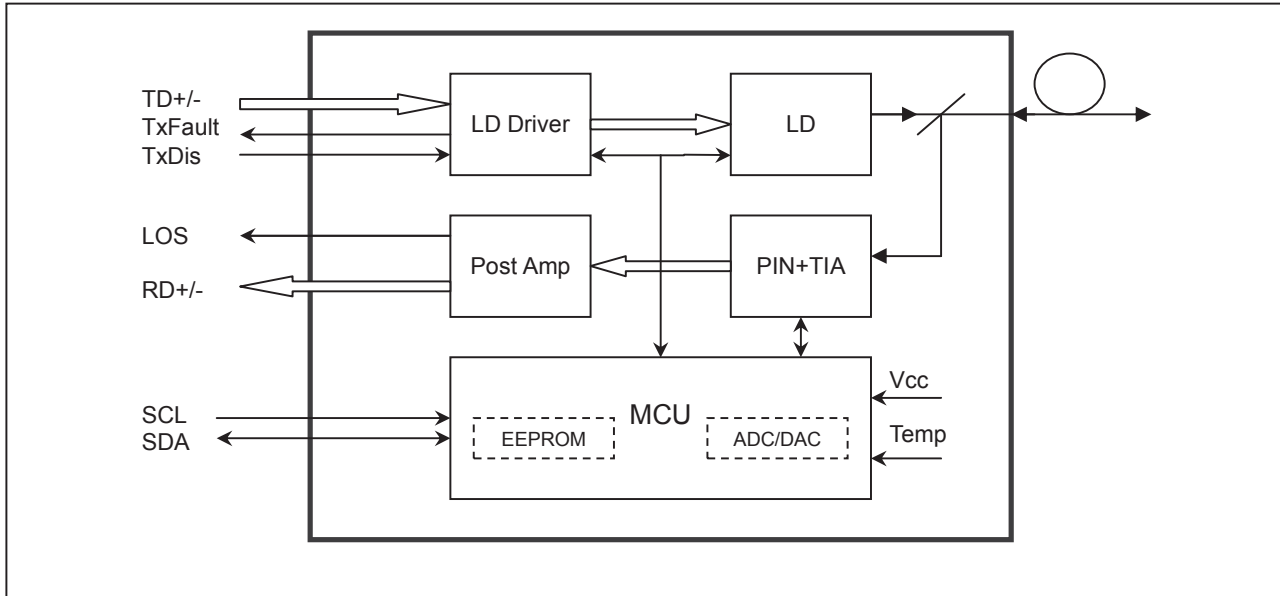 TD+/-
TxFault
TxDis
LD Driver
LD
LOS
RD+/-
Post Amp
PIN+TIA
SCL
SDA
MCU
EEPROM
ADC/DAC
Vcc
Temp